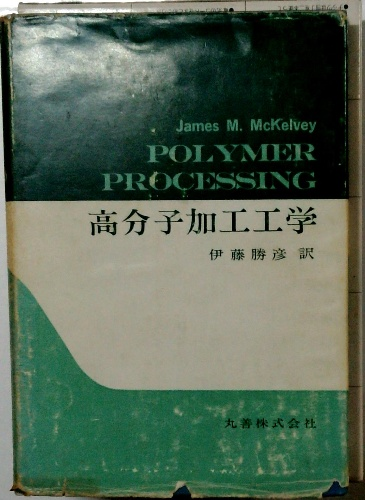 James M. McKelvey
POLYMER
PROCESSING
高分子加工工学
伊藤勝彦 訳
丸善株式会社